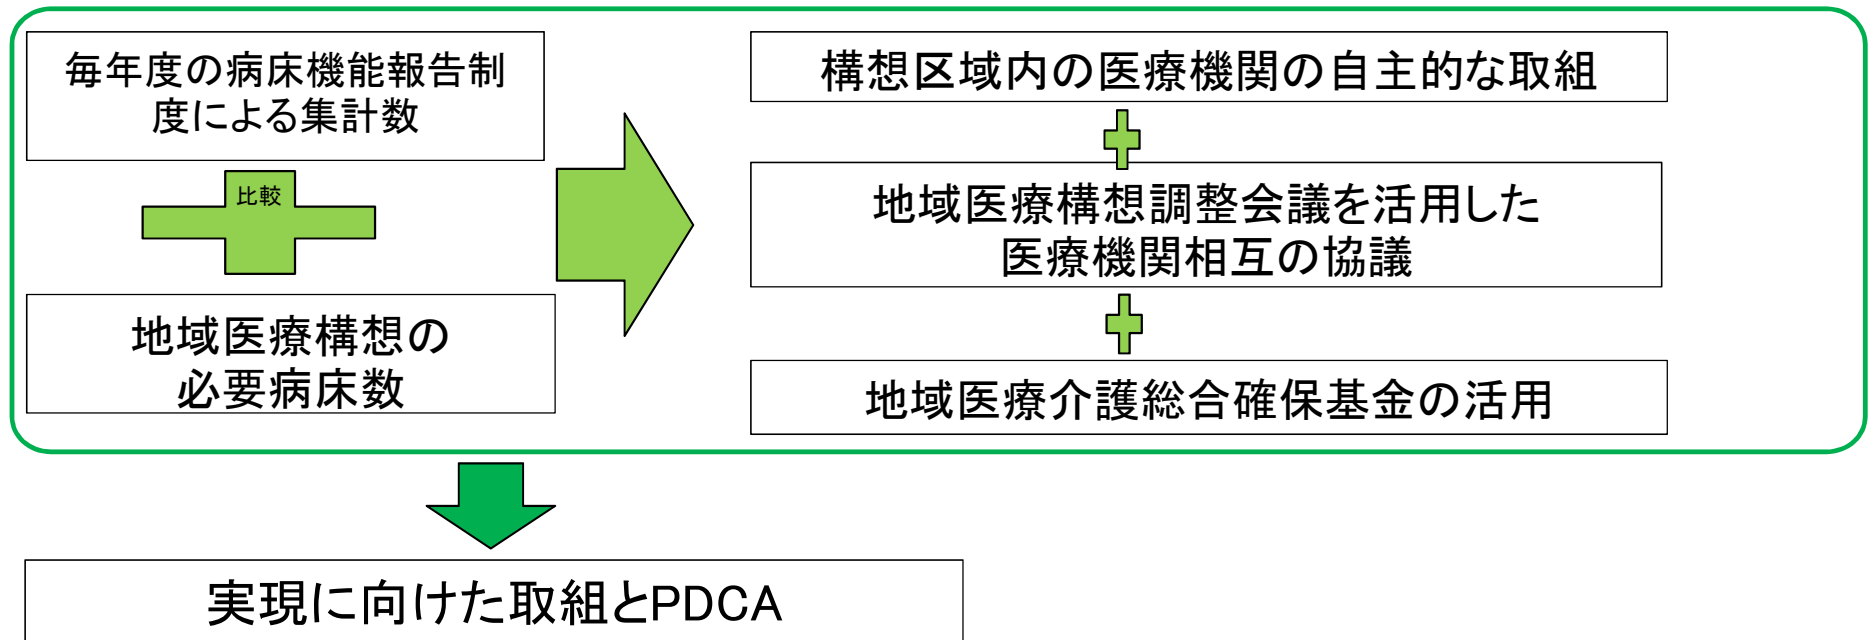 毎年度の病床機能報告制
度による集計数
比較
地域医療構想の
必要病床数
構想区域内の医療機関の自主的な取組
地域医療構想調整会議を活用した
医療機関相互の協議
地域医療介護総合確保基金の活用
実現に向けた取組とPDCA